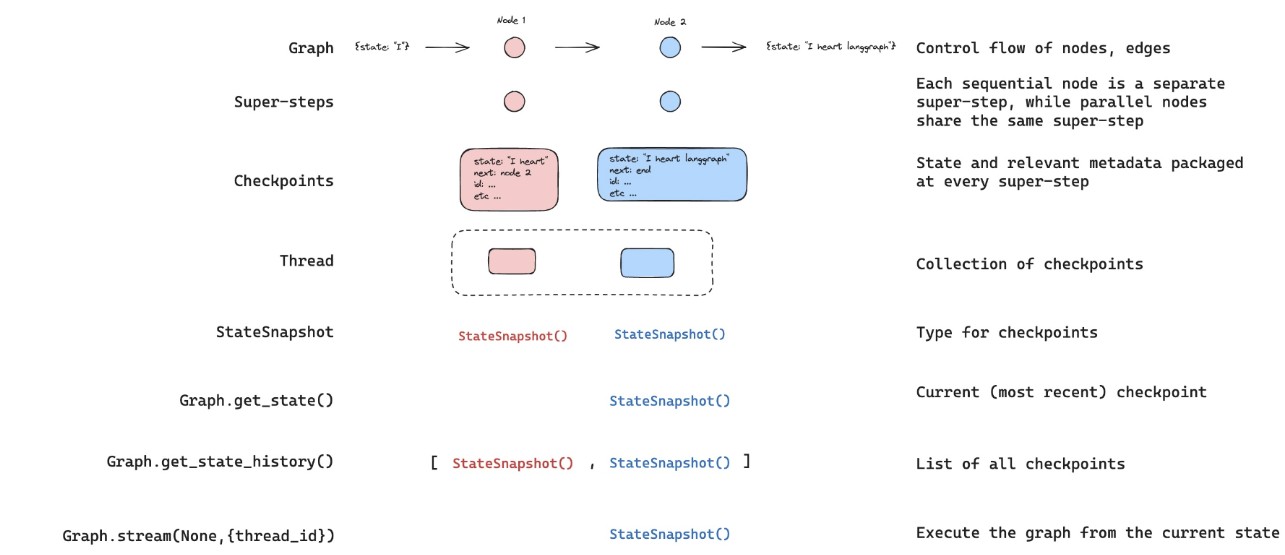 Node 1
Node 2
Graph
{state: "I"}
{state: "I heart langgraph"}
Control flow of nodes, edges
Super-steps
Each sequential node is a separate
super-step, while parallel nodes
share the same super-step
Checkpoints
state: "I heart"
next: node 2
id: ...
etc ...
state: "I heart langgraph"
next: end
id: ...
etc ...
State and relevant metadata packaged
at every super-step
Thread
Collection of checkpoints
StateSnapshot
StateSnapshot()
StateSnapshot()
Type for checkpoints
Graph.get_state()
StateSnapshot()
Current (most recent) checkpoint
Graph.get_state_history()
[ StateSnapshot() , StateSnapshot() ]
List of all checkpoints
Graph.stream(None,{thread_id})
StateSnapshot()
Execute the graph from the current state